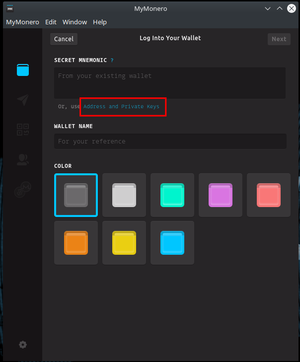 MyMonero
MyMonero Edit Window Help
Cancel Log Into Your Wallet Next
SECRET MNEMONIC ?
From your existing wallet
Or, use Address and Private Keys
WALLET NAME
For your reference
COLOR